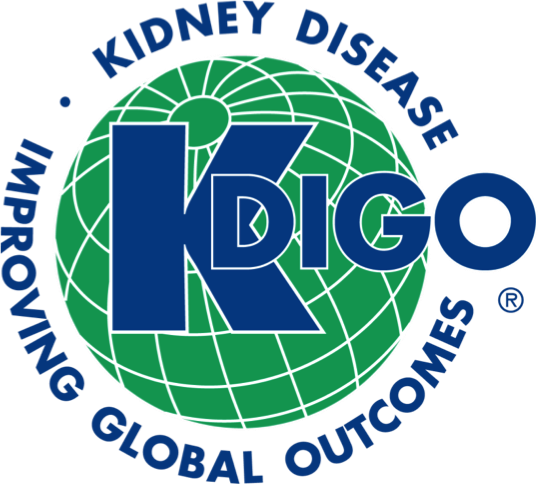 • KIDNEY DISEASE
IMPROVING GLOBAL OUTCOMES
KDIGO
®